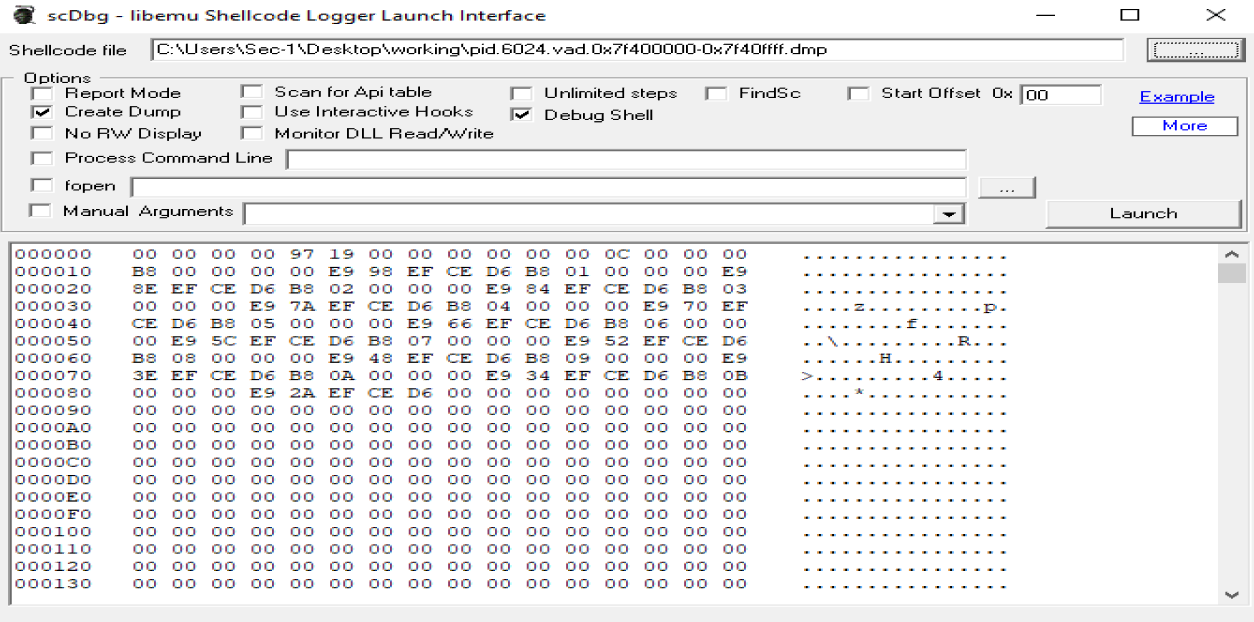 scDbg - libemu Shellcode Logger Launch Interface
Shellcode file C:\Users\Sec-1\Desktop\working\pid.6024.vad.0x7f400000-0x7f40ffff.dmp ...
Options
Report Mode Scan for Api table Unlimited steps FindSc Start Offset 0x 00 Example
Create Dump Use Interactive Hooks Debug Shell
More
No RW Display Monitor DLL Read/Write
Process Command Line
fopen ...
Manual Arguments Launch
000000 00 00 00 00 97 19 00 00 00 00 00 00 0C 00 00 00 ................
000010 B8 00 00 00 00 E9 98 EF CE D6 B8 01 00 00 00 E9 ................
000020 8E EF CE D6 B8 02 00 00 00 E9 84 EF CE D6 B8 03 ................
000030 00 00 00 E9 7A EF CE D6 B8 04 00 00 00 E9 70 EF ....z.........p.
000040 CE D6 B8 05 00 00 00 E9 66 EF CE D6 B8 06 00 00 ........f.......
000050 00 E9 5C EF CE D6 B8 07 00 00 00 E9 52 EF CE D6 ..\.........R...
000060 B8 08 00 00 00 E9 48 EF CE D6 B8 09 00 00 00 E9 ......H.........
000070 3E EF CE D6 B8 0A 00 00 00 E9 34 EF CE D6 B8 0B >.........4.....
000080 00 00 00 E9 2A EF CE D6 00 00 00 00 00 00 00 00 ....*...........
000090 00 00 00 00 00 00 00 00 00 00 00 00 00 00 00 00 ................
0000A0 00 00 00 00 00 00 00 00 00 00 00 00 00 00 00 00 ................
0000B0 00 00 00 00 00 00 00 00 00 00 00 00 00 00 00 00 ................
0000C0 00 00 00 00 00 00 00 00 00 00 00 00 00 00 00 00 ................
0000D0 00 00 00 00 00 00 00 00 00 00 00 00 00 00 00 00 ................
0000E0 00 00 00 00 00 00 00 00 00 00 00 00 00 00 00 00 ................
0000F0 00 00 00 00 00 00 00 00 00 00 00 00 00 00 00 00 ................
000100 00 00 00 00 00 00 00 00 00 00 00 00 00 00 00 00 ................
000110 00 00 00 00 00 00 00 00 00 00 00 00 00 00 00 00 ................
000120 00 00 00 00 00 00 00 00 00 00 00 00 00 00 00 00 ................
000130 00 00 00 00 00 00 00 00 00 00 00 00 00 00 00 00 ................